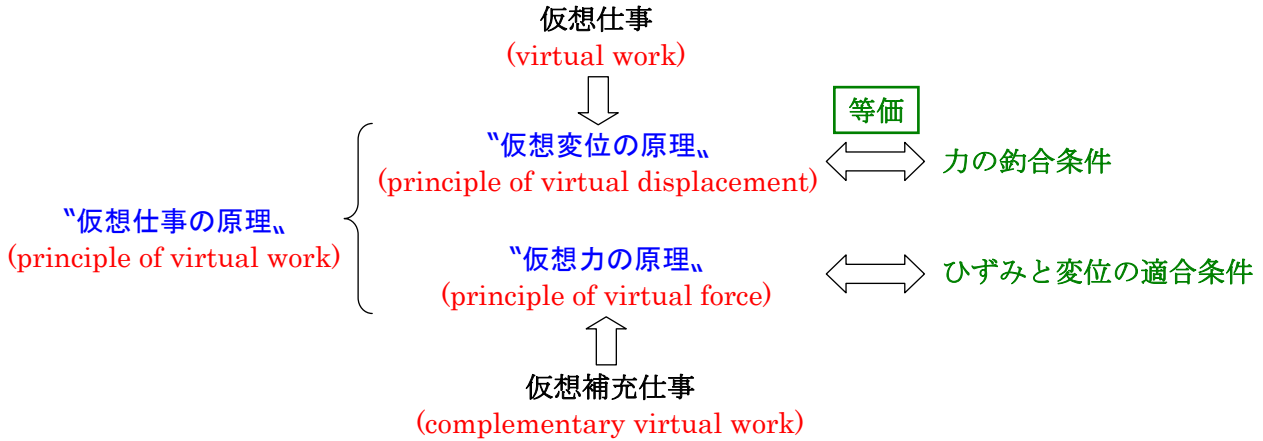 仮想仕事
(virtual work)
等価
〝仮想変位の原理〟
(principle of virtual displacement)
力の釣合条件
〝仮想仕事の原理〟
(principle of virtual work)
〝仮想力の原理〟
(principle of virtual force)
ひずみと変位の適合条件
仮想補充仕事
(complementary virtual work)